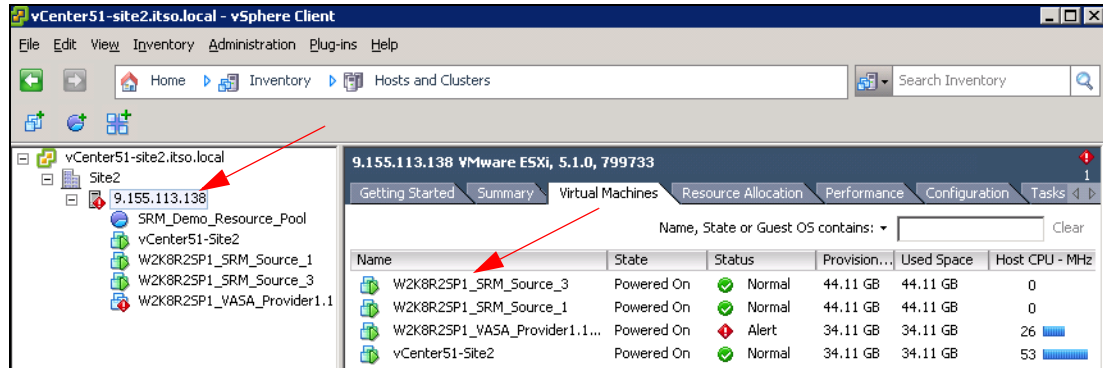 vCenter51-site2.itso.local - vSphere Client
File Edit View Inventory Administration Plug-ins Help
Home Inventory Hosts and Clusters Search Inventory
vCenter51-site2.itso.local
Site2
9.155.113.138
SRM_Demo_Resource_Pool
vCenter51-Site2
W2K8R2SP1_SRM_Source_1
W2K8R2SP1_SRM_Source_3
W2K8R2SP1_VASA_Provider1.1
9.155.113.138 VMware ESXi, 5.1.0, 799733
1
Getting Started Summary Virtual Machines Resource Allocation Performance Configuration Tasks
Name, State or Guest OS contains: Clear
Name State Status Provision... Used Space Host CPU - MHz
W2K8R2SP1_SRM_Source_3 Powered On Normal 44.11 GB 44.11 GB 0
W2K8R2SP1_SRM_Source_1 Powered On Normal 44.11 GB 44.11 GB 0
W2K8R2SP1_VASA_Provider1.1... Powered On Alert 34.11 GB 34.11 GB 26
vCenter51-Site2 Powered On Normal 34.11 GB 34.11 GB 53